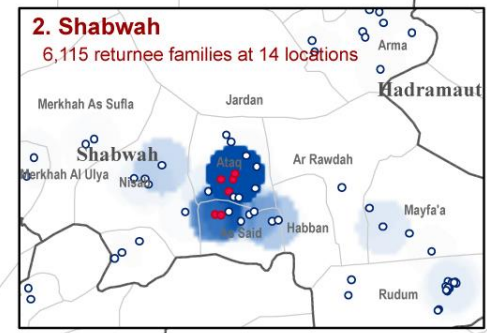 2. Shabwah
6,115 returnee families at 14 locations
Arma
Hadramaut
Jardan
Merkhah As Sufla
Shabwah
Ataq
Ar Rawdah
Merkhah Al Ulya
Nisab
Mayfa'a
As Said
Habban
Rudum